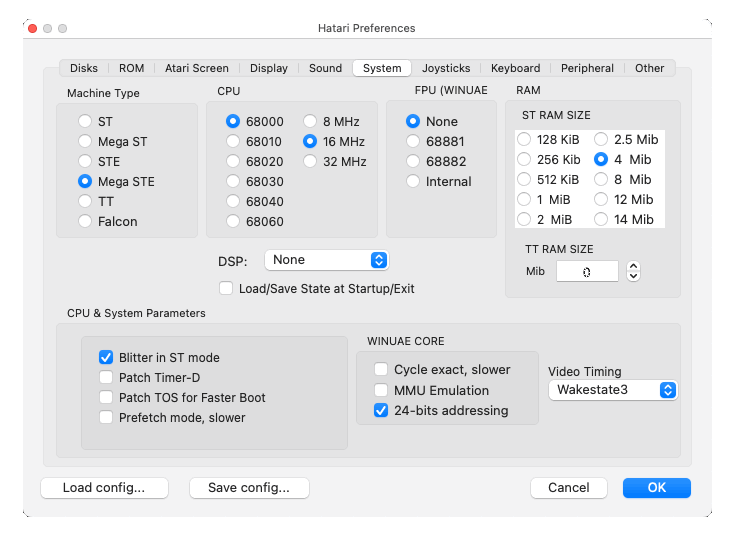 Hatari Preferences
Disks ROM Atari Screen Display Sound System Joysticks Keyboard Peripheral Other
Machine Type
ST
Mega ST
STE
Mega STE
TT
Falcon
CPU
68000
68010
68020
68030
68040
68060
8 MHz
16 MHz
32 MHz
FPU (WINUAE
None
68881
68882
Internal
RAM
ST RAM SIZE
128 KiB
256 Kib
512 KiB
1 MiB
2 MiB
2.5 Mib
4 Mib
8 Mib
12 Mib
14 Mib
TT RAM SIZE
Mib 0
DSP: None
Load/Save State at Startup/Exit
CPU & System Parameters
Blitter in ST mode
Patch Timer-D
Patch TOS for Faster Boot
Prefetch mode, slower
WINUAE CORE
Cycle exact, slower
MMU Emulation
24-bits addressing
Video Timing
Wakestate3
Load config... Save config... Cancel OK